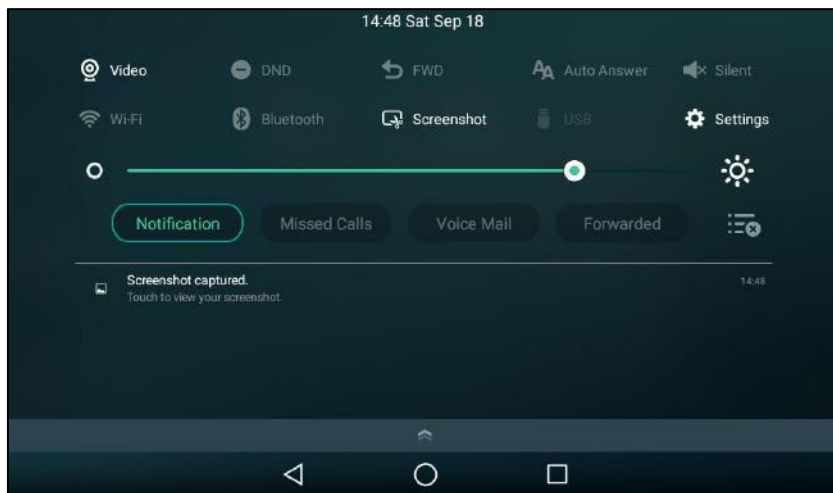 14:48 Sat Sep 18
Video DND FWD Auto Answer Silent
Wi-Fi Bluetooth Screenshot USB Settings
Notification Missed Calls Voice Mail Forwarded
Screenshot captured. 14:48
Touch to view your screenshot.